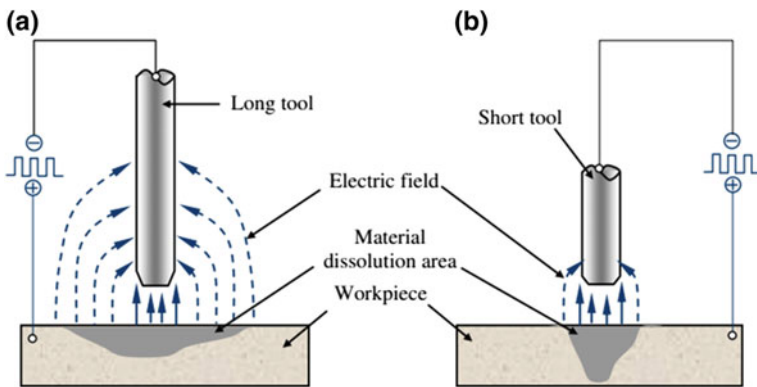 (a)
(b)
Long tool
Short tool
Electric field
Material
dissolution area
Workpiece